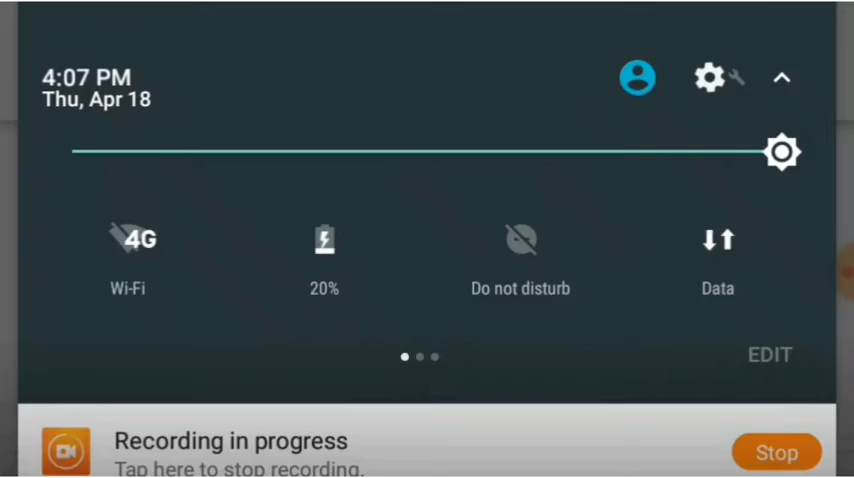 4:07 PM
Thu, Apr 18
4G
Wi-Fi
20%
Do not disturb
Data
EDIT
Recording in progress
Stop
Tap here to stop recording.